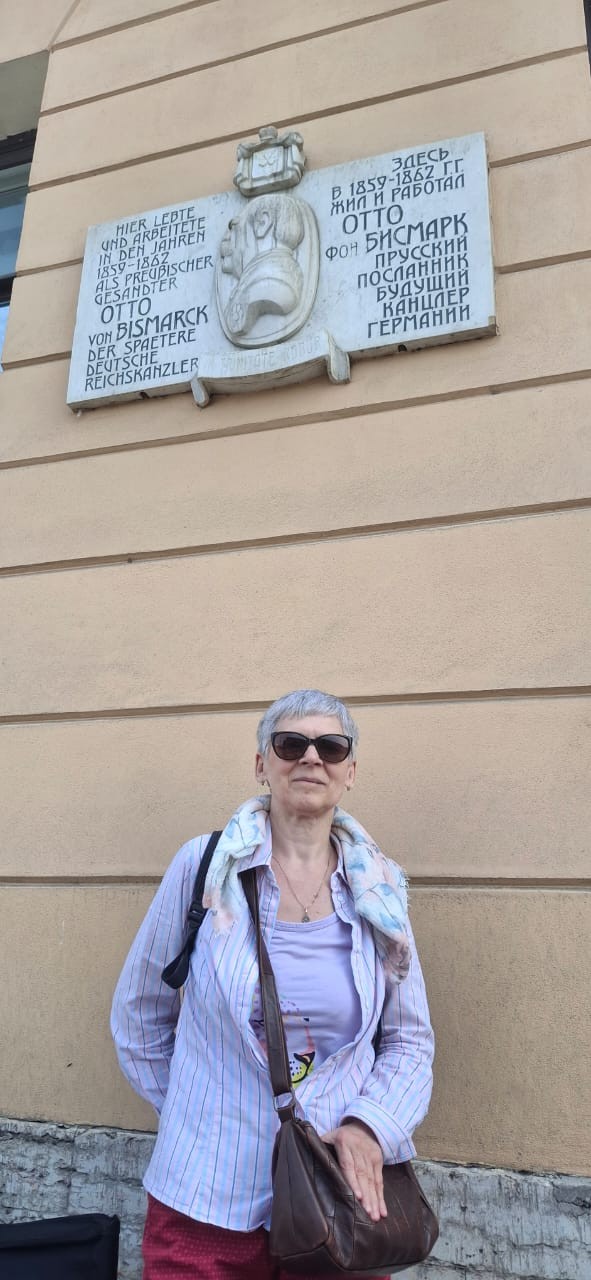 HIER LEBTE
UND ARBEITETE
IN DEN JAHREN
1859-1862
ALS PREUßISCHER
GESANDTER
OTTO
VON BISMARCK
DER SPAETERE
DEUTSCHE
REICHSKANZLER
ЗДЕСЬ
В 1859-1862 Г.Г.
ЖИЛ И РАБОТАЛ
ОТТО
ФОН БИСМАРК
ПРУССКИЙ
ПОСЛАННИК
БУДУЩИЙ
КАНЦЛЕР
ГЕРМАНИИ
ROBUR